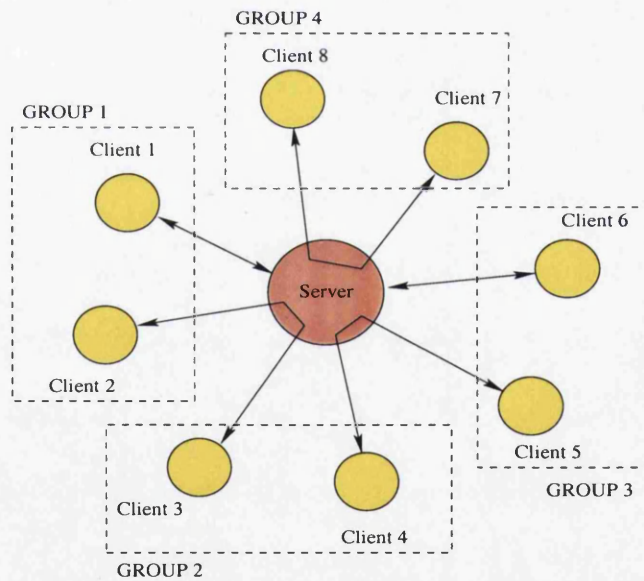 GROUP 4
Client 8
Client 7
GROUP 1
Client 1
Client 6
Server
Client 2
Client 5
GROUP 3
Client 3
Client 4
GROUP 2